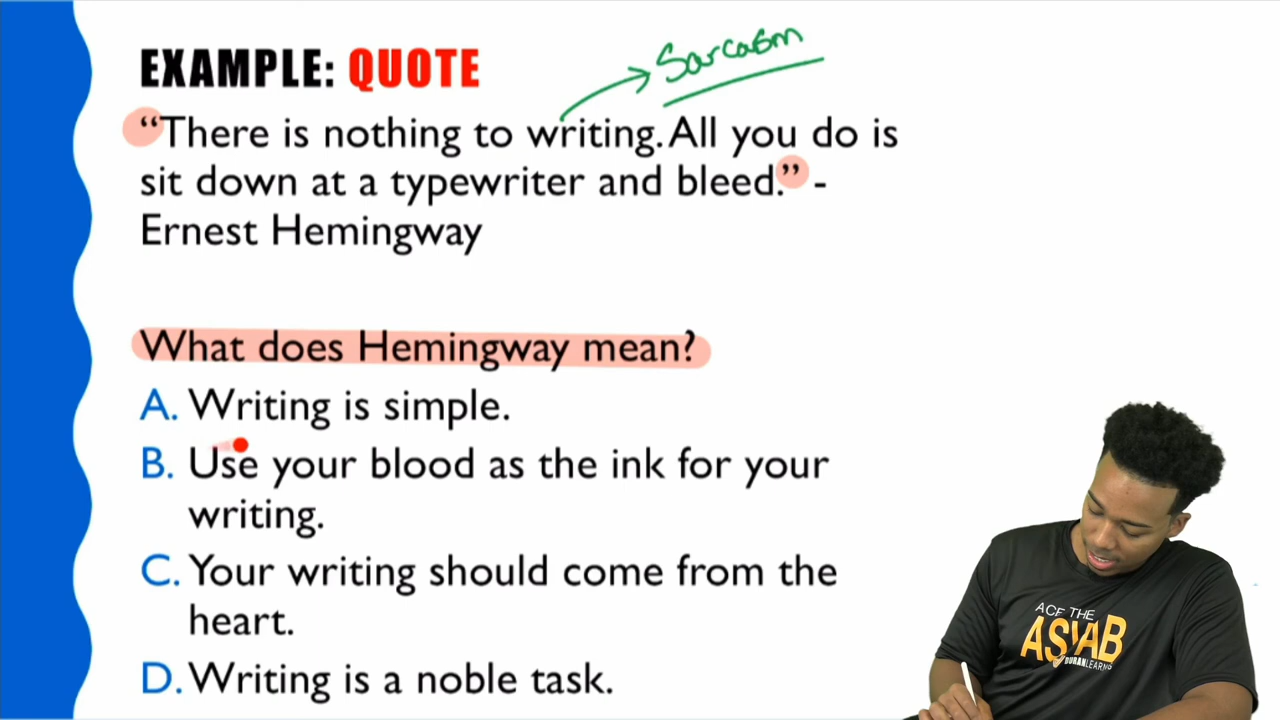 EXAMPLE: QUOTE
Sarcasm
“There is nothing to writing. All you do is
sit down at a typewriter and bleed.” -
Ernest Hemingway
What does Hemingway mean?
A. Writing is simple.
B. Use your blood as the ink for your
writing.
C. Your writing should come from the
heart.
D. Writing is a noble task.
ACE THE
ASVAB
DURAN LEARNING